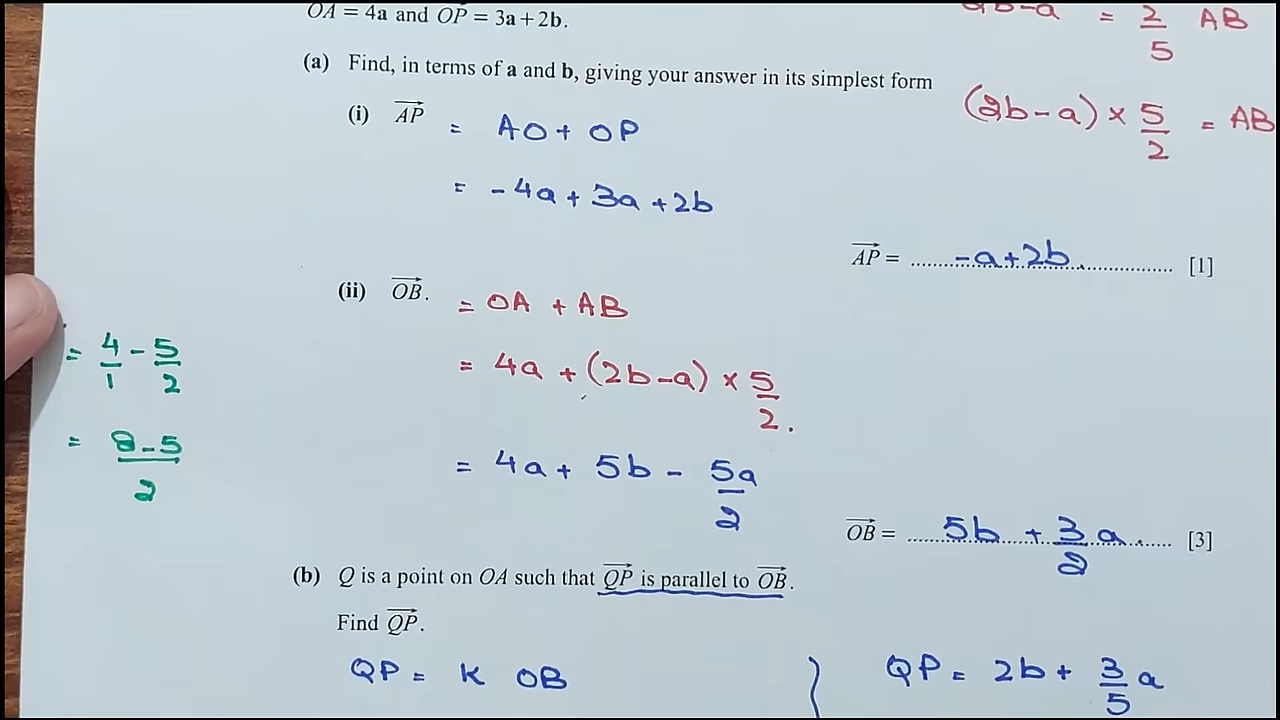 OA = 4a and OP = 3a + 2b.
2b-a = 2/5 AB
(a) Find, in terms of a and b, giving your answer in its simplest form
(2b-a) × 5/2 = AB
(i) AP = AO + OP
= -4a + 3a + 2b
AP = -a+2b [1]
(ii) OB. = OA + AB
= 4/1 - 5/2
= 4a + (2b-a) × 5/2.
= 8-5/2
= 4a + 5b - 5a/2
OB = 5b + 3/2 a. [3]
(b) Q is a point on OA such that QP is parallel to OB.
Find QP.
QP = K OB
QP = 2b + 3/5 a